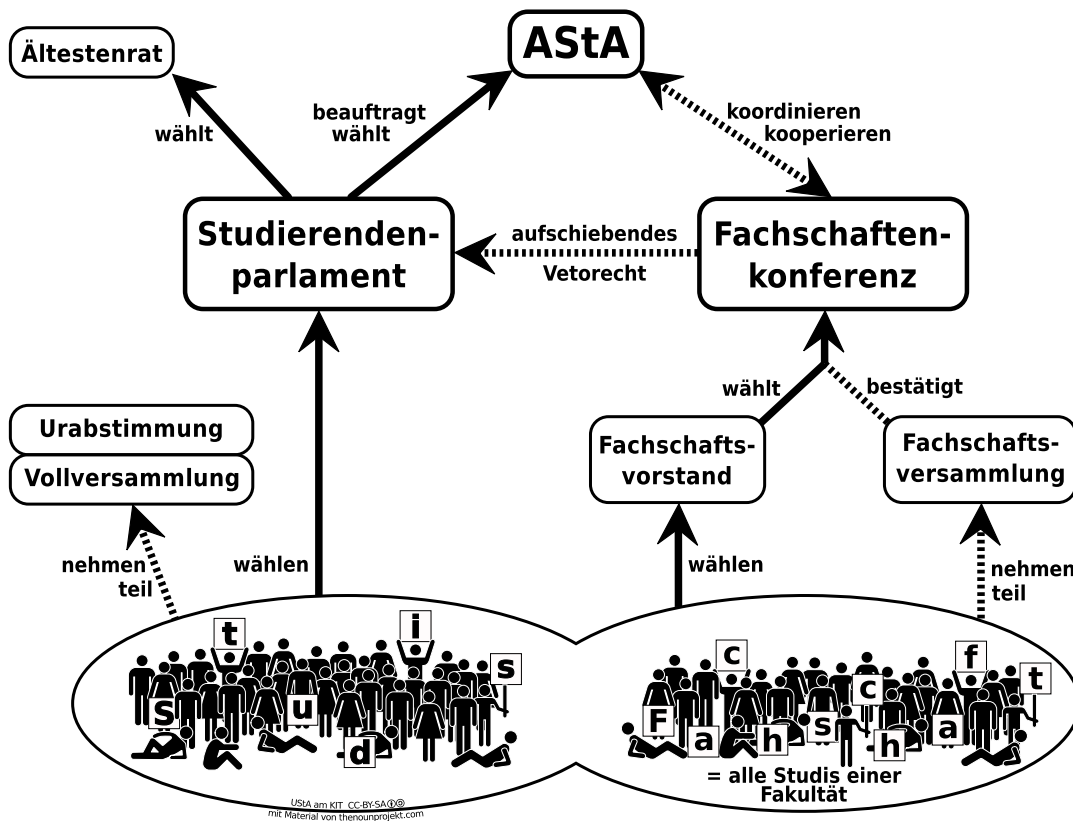 Ältestenrat
AStA
wählt
beauftragt
wählt
koordinieren
kooperieren
Studierenden-
parlament
aufschiebendes
Vetorecht
Fachschaften-
konferenz
wählt
bestätigt
Urabstimmung
Vollversammlung
Fachschafts-
vorstand
Fachschafts-
versammlung
nehmen
teil
wählen
wählen
nehmen
teil
S t u d i s
F a c h s c h a f t
= alle Studis einer
Fakultät
UStA am KIT CC-BY-SA
mit Material von thenounprojekt.com